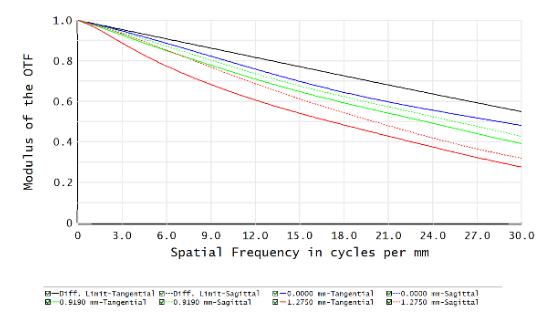 1.0
0.8
0.6
0.4
0.2
0
Modulus of the OTF
0 3.0 6.0 9.0 12.0 15.0 18.0 21.0 24.0 27.0 30.0
Spatial Frequency in cycles per mm
Diff. Limit-Tangential Diff. Limit-Sagittal 0.0000 mm-Tangential 0.0000 mm-Sagittal
0.9190 mm-Tangential 0.9190 mm-Sagittal 1.2750 mm-Tangential 1.2750 mm-Sagittal